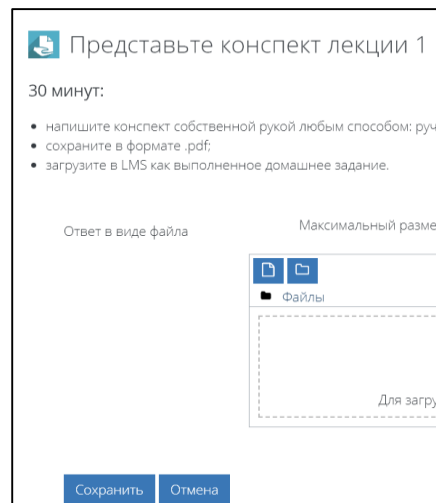 Представьте конспект лекции 1
30 минут:
напишите конспект собственной рукой любым способом: руч
сохраните в формате .pdf;
загрузите в LMS как выполненное домашнее задание.
Ответ в виде файла
Максимальный разме
Файлы
Для загру
Сохранить Отмена